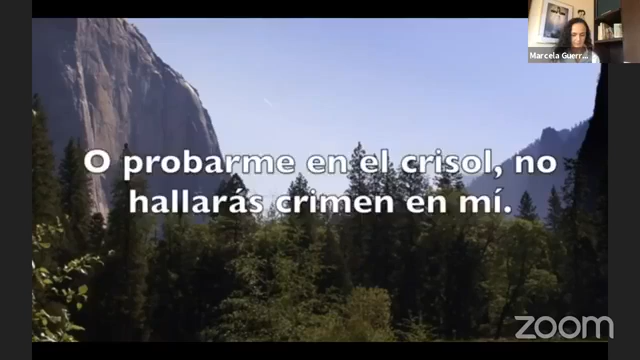 Marcela Guerr...
O probarme en el crisol, no
hallarás crimen en mí.
zoom